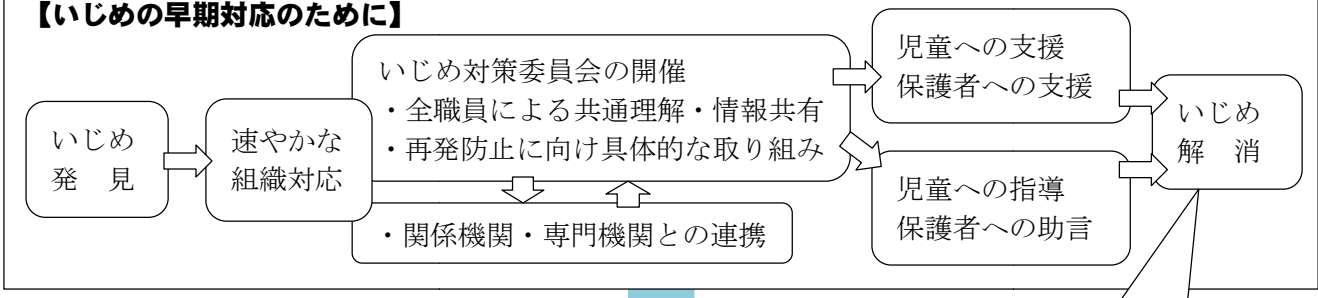 【いじめの早期対応のために】
いじめ
発　見
速やかな
組織対応
いじめ対策委員会の開催
・全職員による共通理解・情報共有
・再発防止に向け具体的な取り組み
・関係機関・専門機関との連携
児童への支援
保護者への支援
児童への指導
保護者への助言
いじめ
解　消